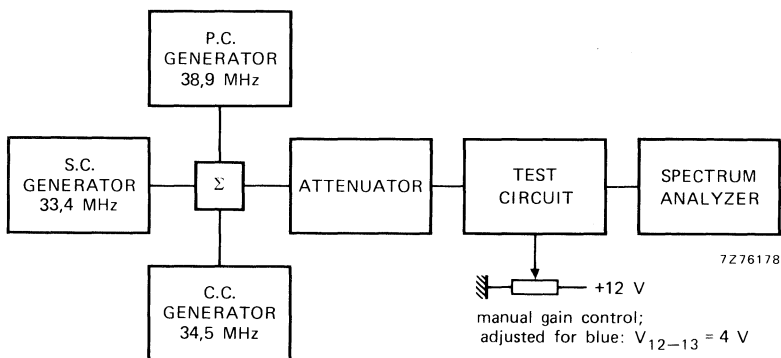 P.C.
GENERATOR
38,9 MHz
S.C.
GENERATOR
33,4 MHz
Σ
ATTENUATOR
TEST
CIRCUIT
SPECTRUM
ANALYZER
7Z76178
C.C.
GENERATOR
34,5 MHz
+12 V
manual gain control;
adjusted for blue: V12–13 = 4 V